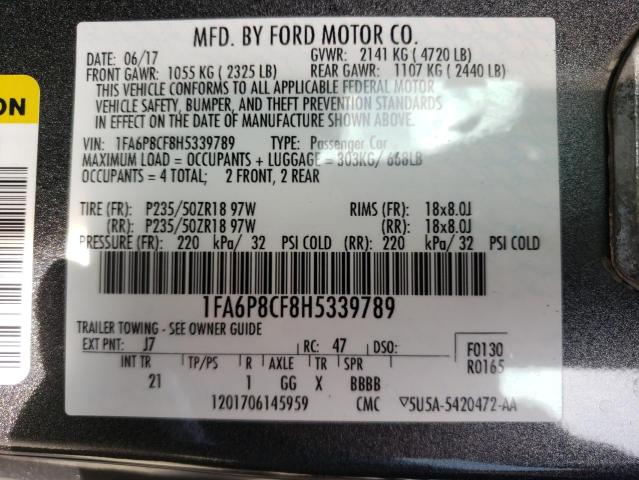 MFD. BY FORD MOTOR CO.
DATE: 06/17 GVWR: 2141 KG ( 4720 LB)
FRONT GAWR: 1055 KG ( 2325 LB) REAR GAWR: 1107 KG ( 2440 LB)
THIS VEHICLE CONFORMS TO ALL APPLICABLE FEDERAL MOTOR
VEHICLE SAFETY, BUMPER, AND THEFT PREVENTION STANDARDS
IN EFFECT ON THE DATE OF MANUFACTURE SHOWN ABOVE.
ON
VIN: 1FA6P8CF8H5339789 TYPE: Passenger Car
MAXIMUM LOAD = OCCUPANTS + LUGGAGE = 303KG/ 668LB
OCCUPANTS = 4 TOTAL; 2 FRONT, 2 REAR
TIRE (FR): P235/50ZR18 97W RIMS (FR): 18x8.0J
(RR): P235/50ZR18 97W (RR): 18x8.0J
PRESSURE (FR): 220 kPa/ 32 PSI COLD (RR): 220 kPa/ 32 PSI COLD
1FA6P8CF8H5339789
TRAILER TOWING - SEE OWNER GUIDE
EXT PNT: J7 RC: 47 DSO: F0130
INT TR TP/PS R AXLE TR SPR R0165
21 1 GG X BBBB
1201706145959 CMC ▽5U5A-5420472-AA